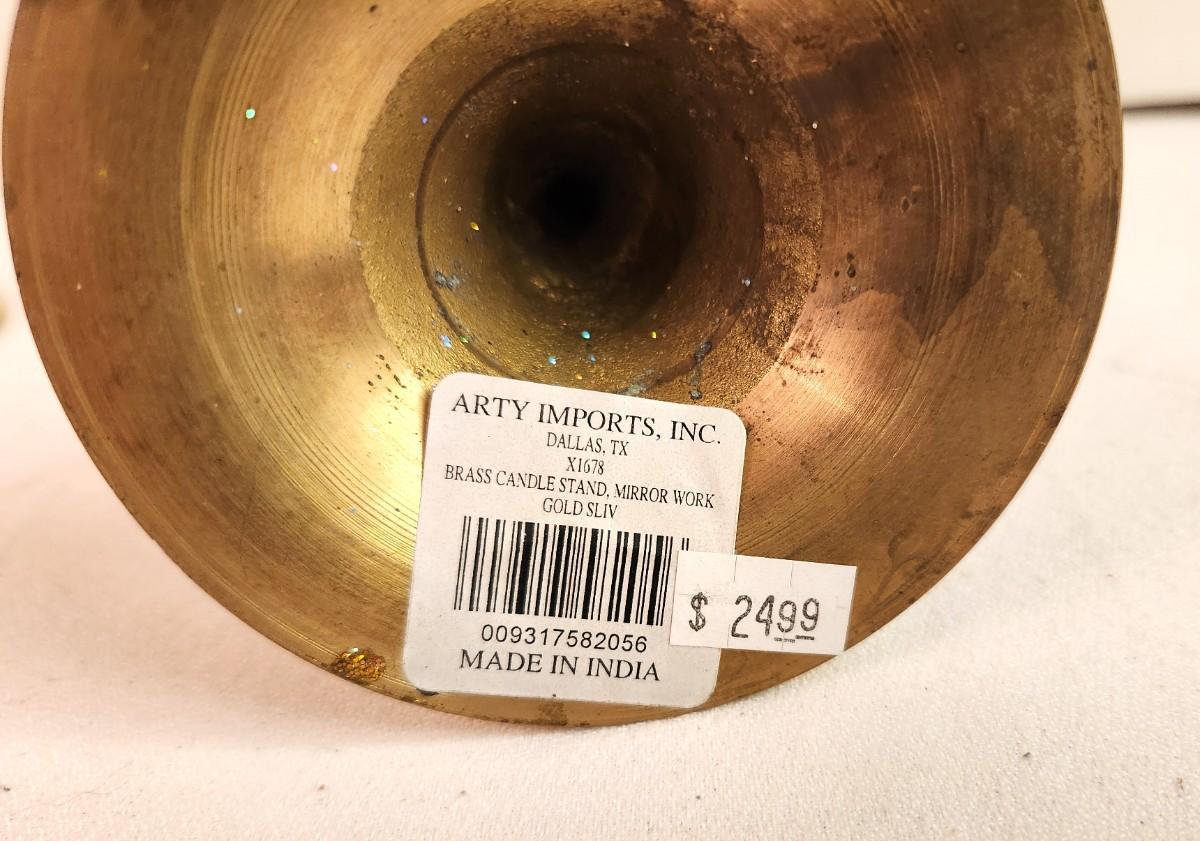 ARTY IMPORTS, INC.
DALLAS, TX
X1678
BRASS CANDLE STAND, MIRROR WORK
GOLD SLIV
009317582056
MADE IN INDIA
$ 2499